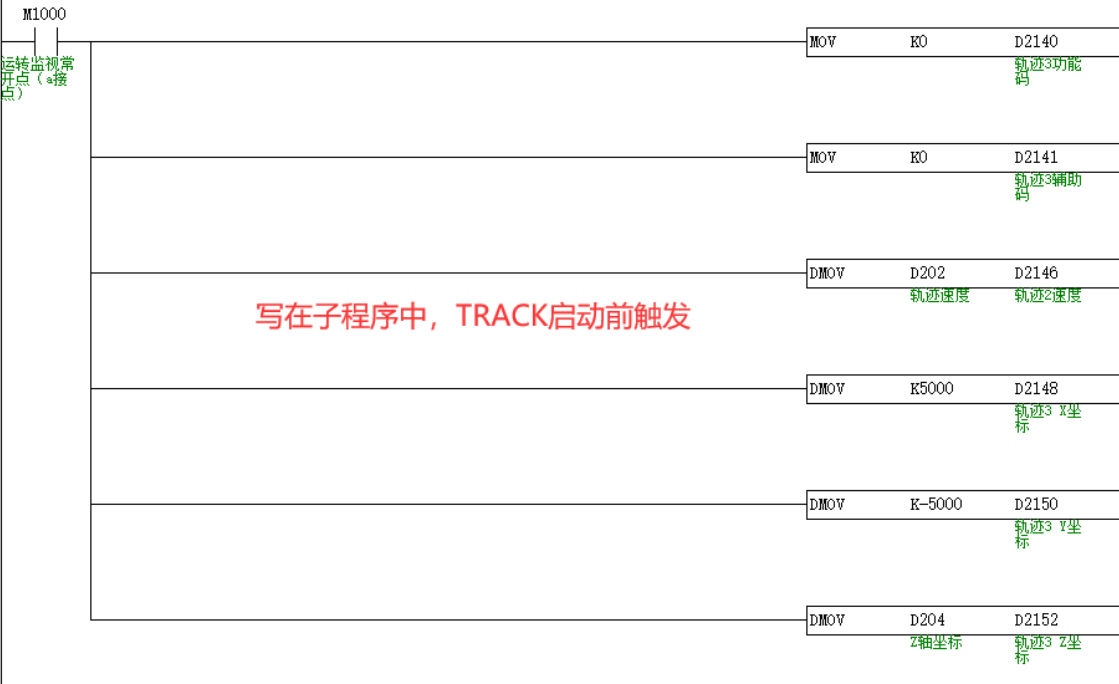 M1000
MOV K0 D2140
运转监视常
开点（a接
点）
轨迹3功能
码
MOV K0 D2141
轨迹3辅助
码
DMOV D202 D2146
轨迹速度 轨迹2速度
写在子程序中，TRACK启动前触发
DMOV K5000 D2148
轨迹3 X坐
标
DMOV K-5000 D2150
轨迹3 Y坐
标
DMOV D204 D2152
Z轴坐标 轨迹3 Z坐
标